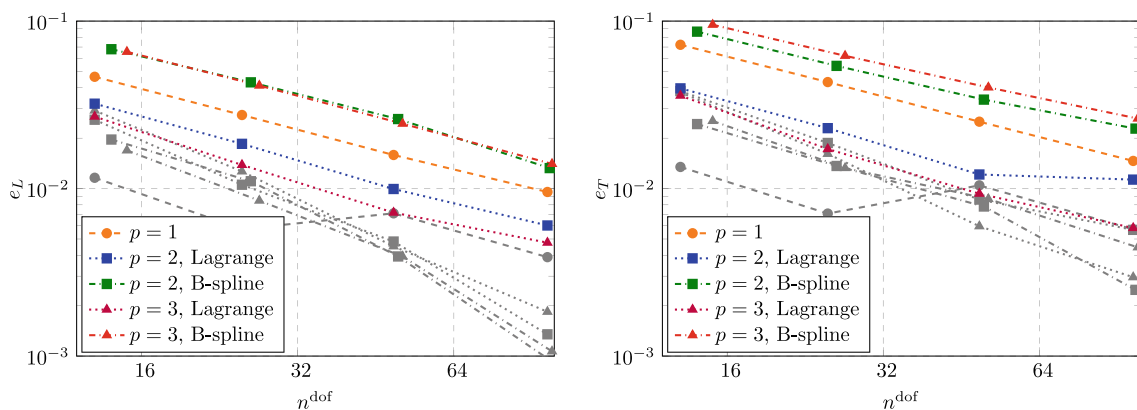 10⁻¹
10⁻²
10⁻³
e_L
p = 1
p = 2, Lagrange
p = 2, B-spline
p = 3, Lagrange
p = 3, B-spline
16 32 64
n^dof
10⁻¹
10⁻²
10⁻³
e_T
p = 1
p = 2, Lagrange
p = 2, B-spline
p = 3, Lagrange
p = 3, B-spline
16 32 64
n^dof